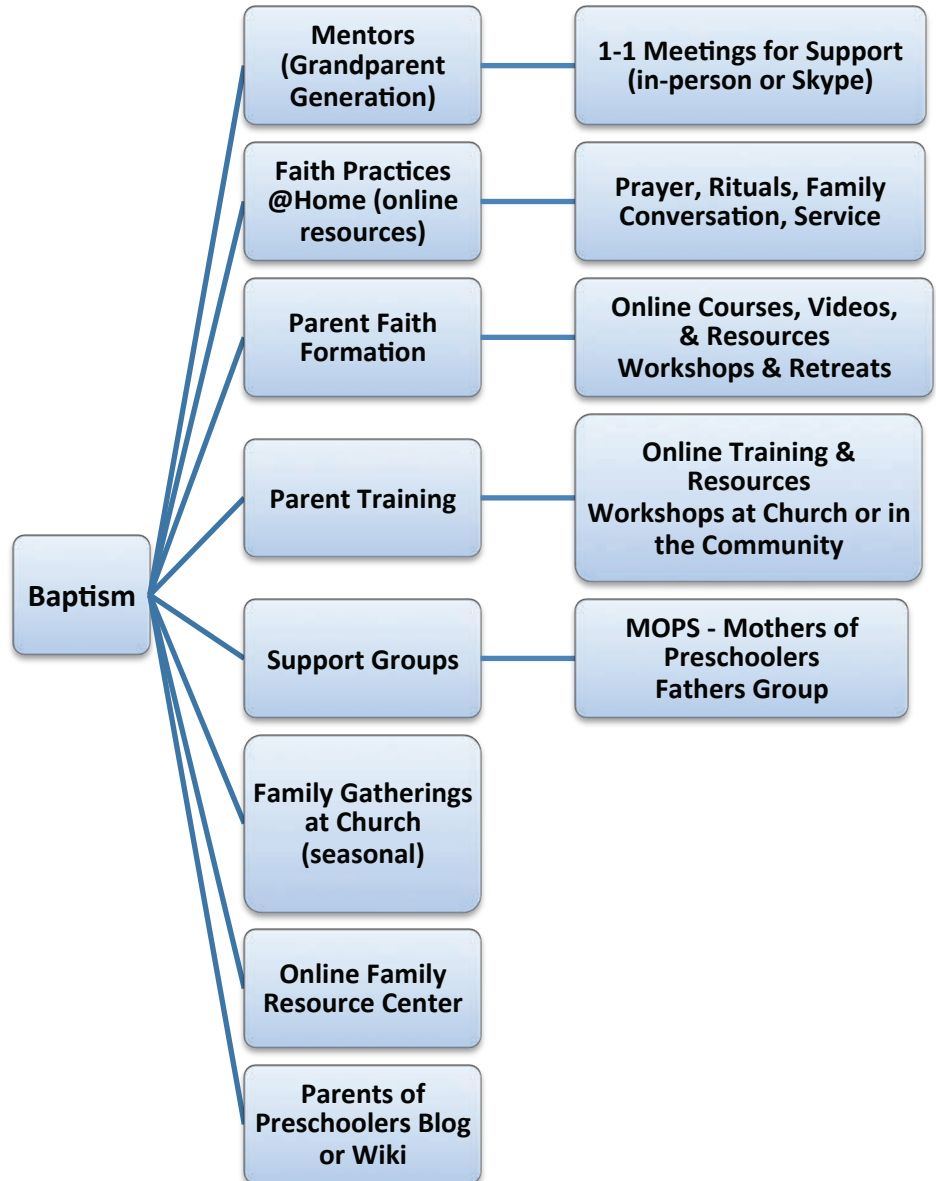 Mentors
(Grandparent
Generation)
1-1 Meetings for Support
(in-person or Skype)
Faith Practices
@Home (online
resources)
Prayer, Rituals, Family
Conversation, Service
Parent Faith
Formation
Online Courses, Videos,
& Resources
Workshops & Retreats
Parent Training
Online Training &
Resources
Workshops at Church or in
the Community
Baptism
Support Groups
MOPS - Mothers of
Preschoolers
Fathers Group
Family Gatherings
at Church
(seasonal)
Online Family
Resource Center
Parents of
Preschoolers Blog
or Wiki